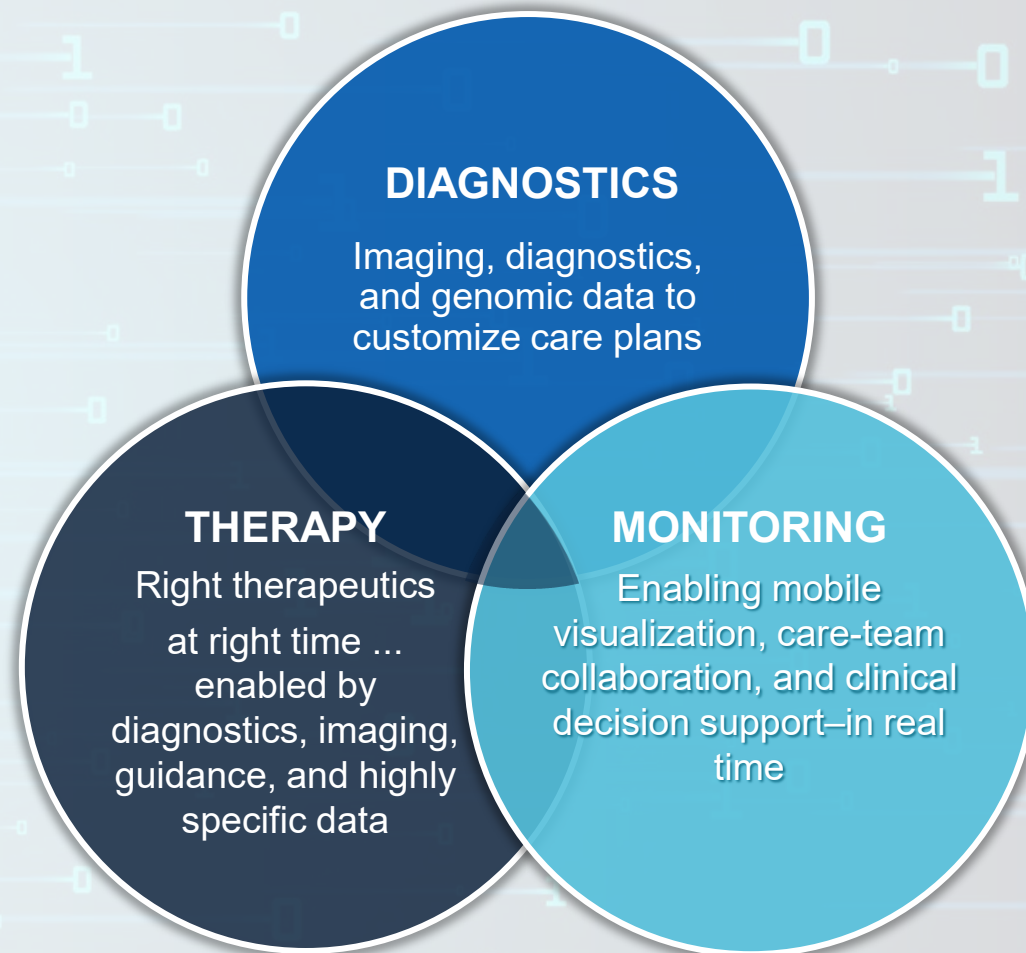 DIAGNOSTICS
Imaging, diagnostics,
and genomic data to
customize care plans
THERAPY
Right therapeutics
at right time ...
enabled by
diagnostics, imaging,
guidance, and highly
specific data
MONITORING
Enabling mobile
visualization, care-team
collaboration, and clinical
decision support–in real
time